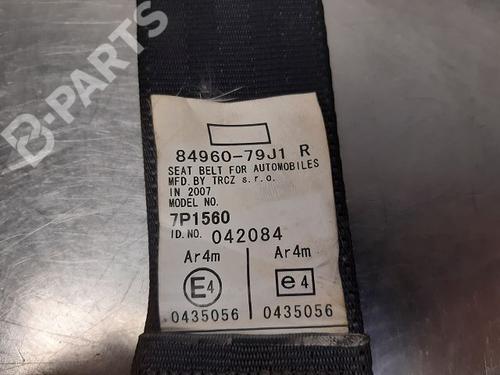 B-PARTS
84960-79J1 R
SEAT BELT FOR AUTOMOBILES
MFD. BY TRCZ s.r.o.
IN 2007
MODEL NO.
7P1560
ID. NO. 042084
Ar4m Ar4m
E4 e4
0435056 0435056